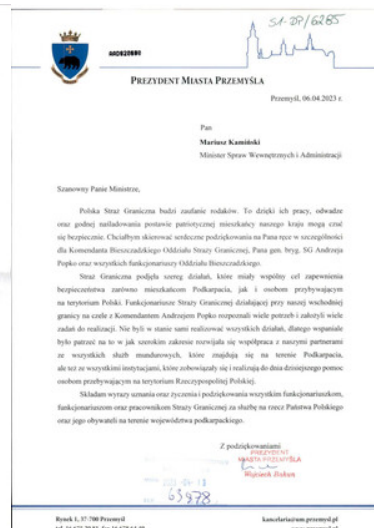 S1-DP/6285
PREZYDENT MIASTA PRZEMYŚLA
Przemyśl, 06.04.2023 r.
Pan
Mariusz Kamiński
Minister Spraw Wewnętrznych i Administracji
Szanowny Panie Ministrze,
Polska Straż Graniczna budzi zaufanie rodaków. To dzięki ich pracy, odwadze
oraz godnej naśladowania postawie patriotycznej mieszkańcy naszego kraju mogą czuć
się bezpiecznie. Chciałbym skierować serdeczne podziękowania na Pana ręce w szczególności
dla Komendanta Bieszczadzkiego Oddziału Straży Granicznej, Pana gen. bryg. SG Andrzeja
Popko oraz wszystkich funkcjonariuszy Oddziału Bieszczadzkiego.
Straż Graniczna podjęła szereg działań, które miały wspólny cel zapewnienia
bezpieczeństwa zarówno mieszkańcom Podkarpacia, jak i osobom przybywającym
na terytorium Polski. Funkcjonariusze Straży Granicznej działającej przy naszej wschodniej
granicy na czele z Komendantem Andrzejem Popko rozpoznali wiele potrzeb i założyli wiele
zadań do realizacji. Nie byli w stanie sami realizować wszystkich działań, dlatego wspaniale
było patrzeć na to w jak szerokim zakresie rozwijała się współpraca z naszymi partnerami
ze wszystkich służb mundurowych, które znajdują się na terenie Podkarpacia,
ale też ze wszystkimi instytucjami, które zobowiązały się i realizują do dnia dzisiejszego pomoc
osobom przebywającym na terytorium Rzeczypospolitej Polskiej.
Składam wyrazy uznania oraz życzenia i podziękowania wszystkim funkcjonariuszkom,
funkcjonariuszom oraz pracownikom Straży Granicznej za służbę na rzecz Państwa Polskiego
oraz jego obywateli na terenie województwa podkarpackiego.
Z podziękowaniami
PREZYDENT
MIASTA PRZEMYŚLA
Wojciech Bakun
63978
Rynek 1, 37-700 Przemyśl
kancelaria@um.przemysl.pl